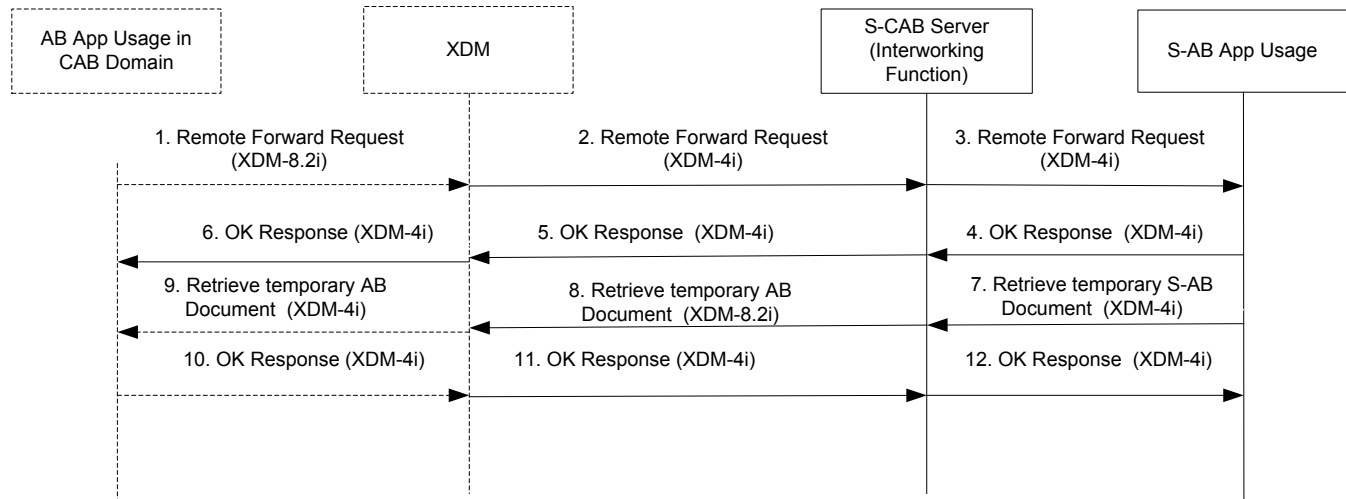 AB App Usage in
CAB Domain
XDM
S-CAB Server
(Interworking
Function)
S-AB App Usage
1. Remote Forward Request
(XDM-8.2i)
2. Remote Forward Request
(XDM-4i)
3. Remote Forward Request
(XDM-4i)
6. OK Response (XDM-4i)
5. OK Response (XDM-4i)
4. OK Response (XDM-4i)
9. Retrieve temporary AB
Document (XDM-4i)
8. Retrieve temporary AB
Document (XDM-8.2i)
7. Retrieve temporary S-AB
Document (XDM-4i)
10. OK Response (XDM-4i)
11. OK Response (XDM-4i)
12. OK Response (XDM-4i)